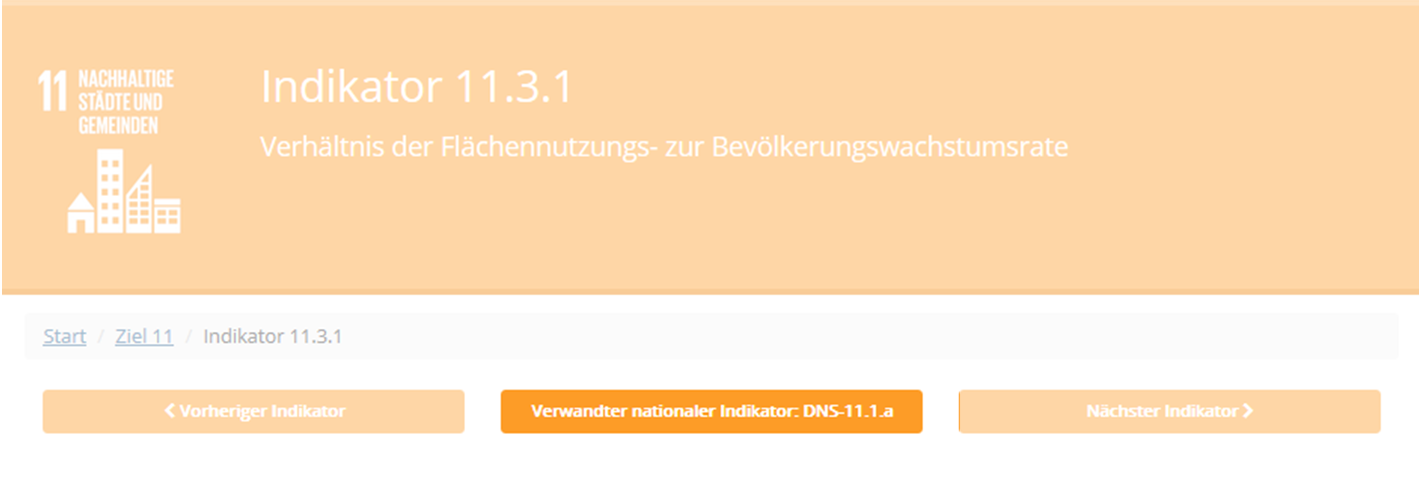 11 NACHHALTIGE
STÄDTE UND
GEMEINDEN
Indikator 11.3.1
Verhältnis der Flächennutzungs- zur Bevölkerungswachstumsrate
Start / Ziel 11 / Indikator 11.3.1
Vorheriger Indikator
Verwandter nationaler Indikator: DNS-11.1.a
Nächster Indikator